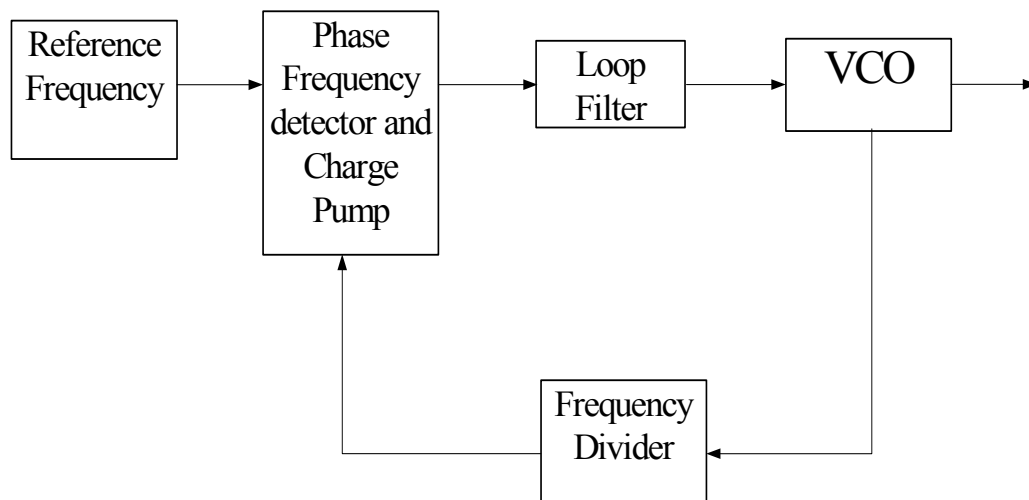 Reference
Frequency
Phase
Frequency
detector and
Charge
Pump
Loop
Filter
VCO
Frequency
Divider